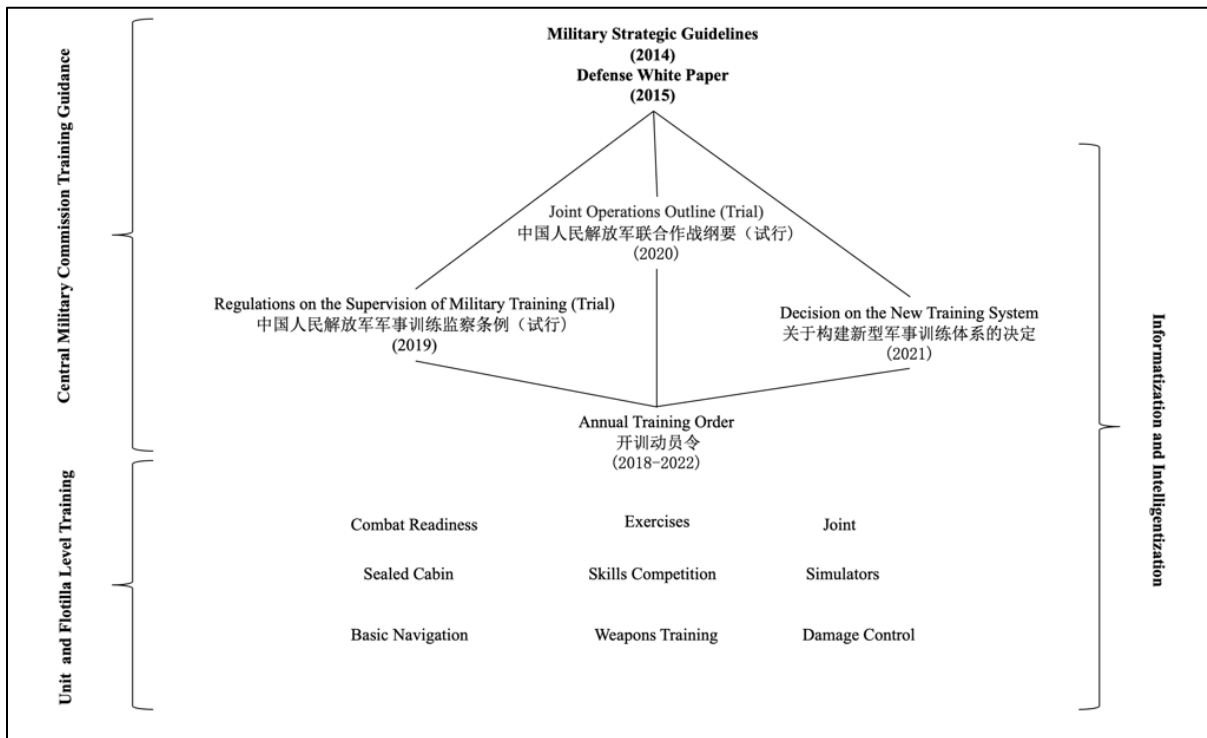 Military Strategic Guidelines
(2014)
Defense White Paper
(2015)
Central Military Commission Training Guidance
Joint Operations Outline (Trial)
中国人民解放军联合作战纲要（试行）
(2020)
Regulations on the Supervision of Military Training (Trial)
中国人民解放军军事训练监察条例（试行）
(2019)
Decision on the New Training System
关于构建新型军事训练体系的决定
(2021)
Annual Training Order
开训动员令
(2018-2022)
Unit and Flotilla Level Training
Combat Readiness
Exercises
Joint
Sealed Cabin
Skills Competition
Simulators
Basic Navigation
Weapons Training
Damage Control
Informatization and Intelligentization